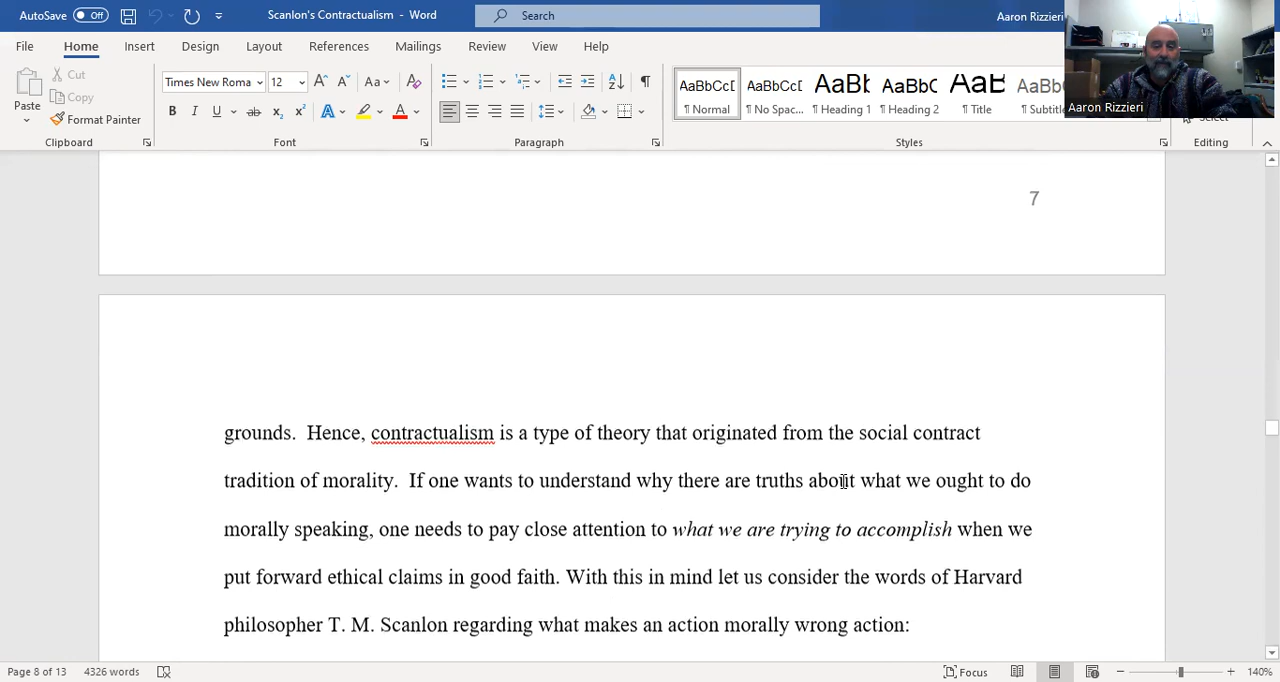 AutoSave Off Scanlon's Contractualism - Word Search Aaron Rizzieri
File Home Insert Design Layout References Mailings Review View Help
Paste Cut Copy Format Painter
Times New Roma 12 Aa
AaBbCcI AaBbCcI AaBb AaBbC AaB AaBbCc
¶ Normal ¶ No Spac... ¶ Heading 1 ¶ Heading 2 ¶ Title ¶ Subtitl
Aaron Rizzieri
Select
Clipboard Font Paragraph Styles Editing
7
grounds.  Hence, contractualism is a type of theory that originated from the social contract
tradition of morality.  If one wants to understand why there are truths about what we ought to do
morally speaking, one needs to pay close attention to what we are trying to accomplish when we
put forward ethical claims in good faith. With this in mind let us consider the words of Harvard
philosopher T. M. Scanlon regarding what makes an action morally wrong action:
Page 8 of 13 4326 words Focus 140%